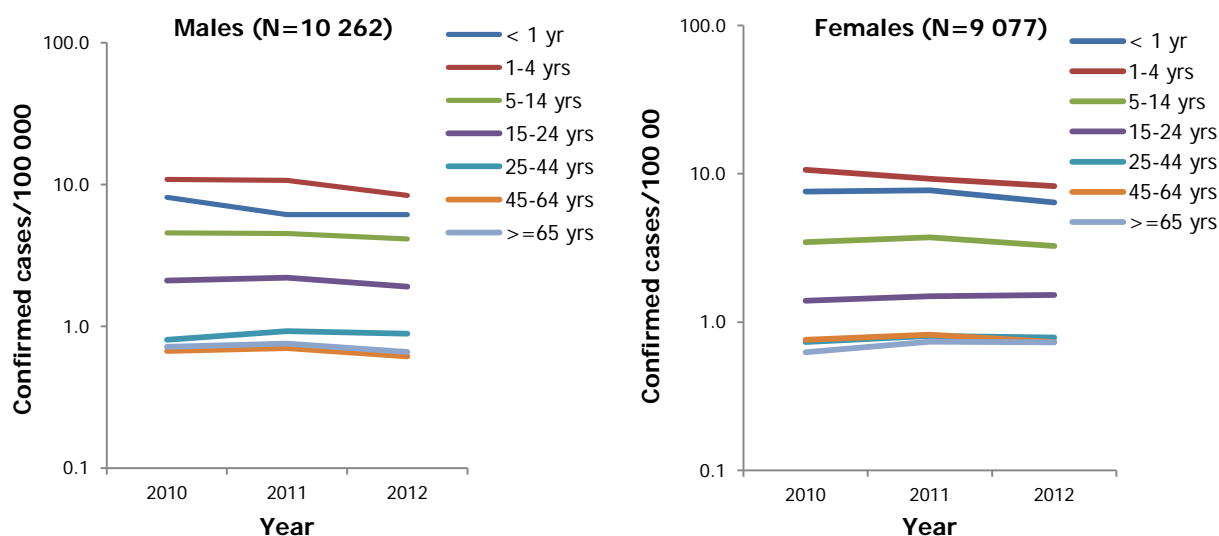 Males (N=10 262)
Confirmed cases/100 000
100.0
10.0
1.0
0.1
2010 2011 2012
Year
< 1 yr
1-4 yrs
5-14 yrs
15-24 yrs
25-44 yrs
45-64 yrs
>=65 yrs
Females (N=9 077)
Confirmed cases/100 00
100.0
10.0
1.0
0.1
2010 2011 2012
Year
< 1 yr
1-4 yrs
5-14 yrs
15-24 yrs
25-44 yrs
45-64 yrs
>=65 yrs